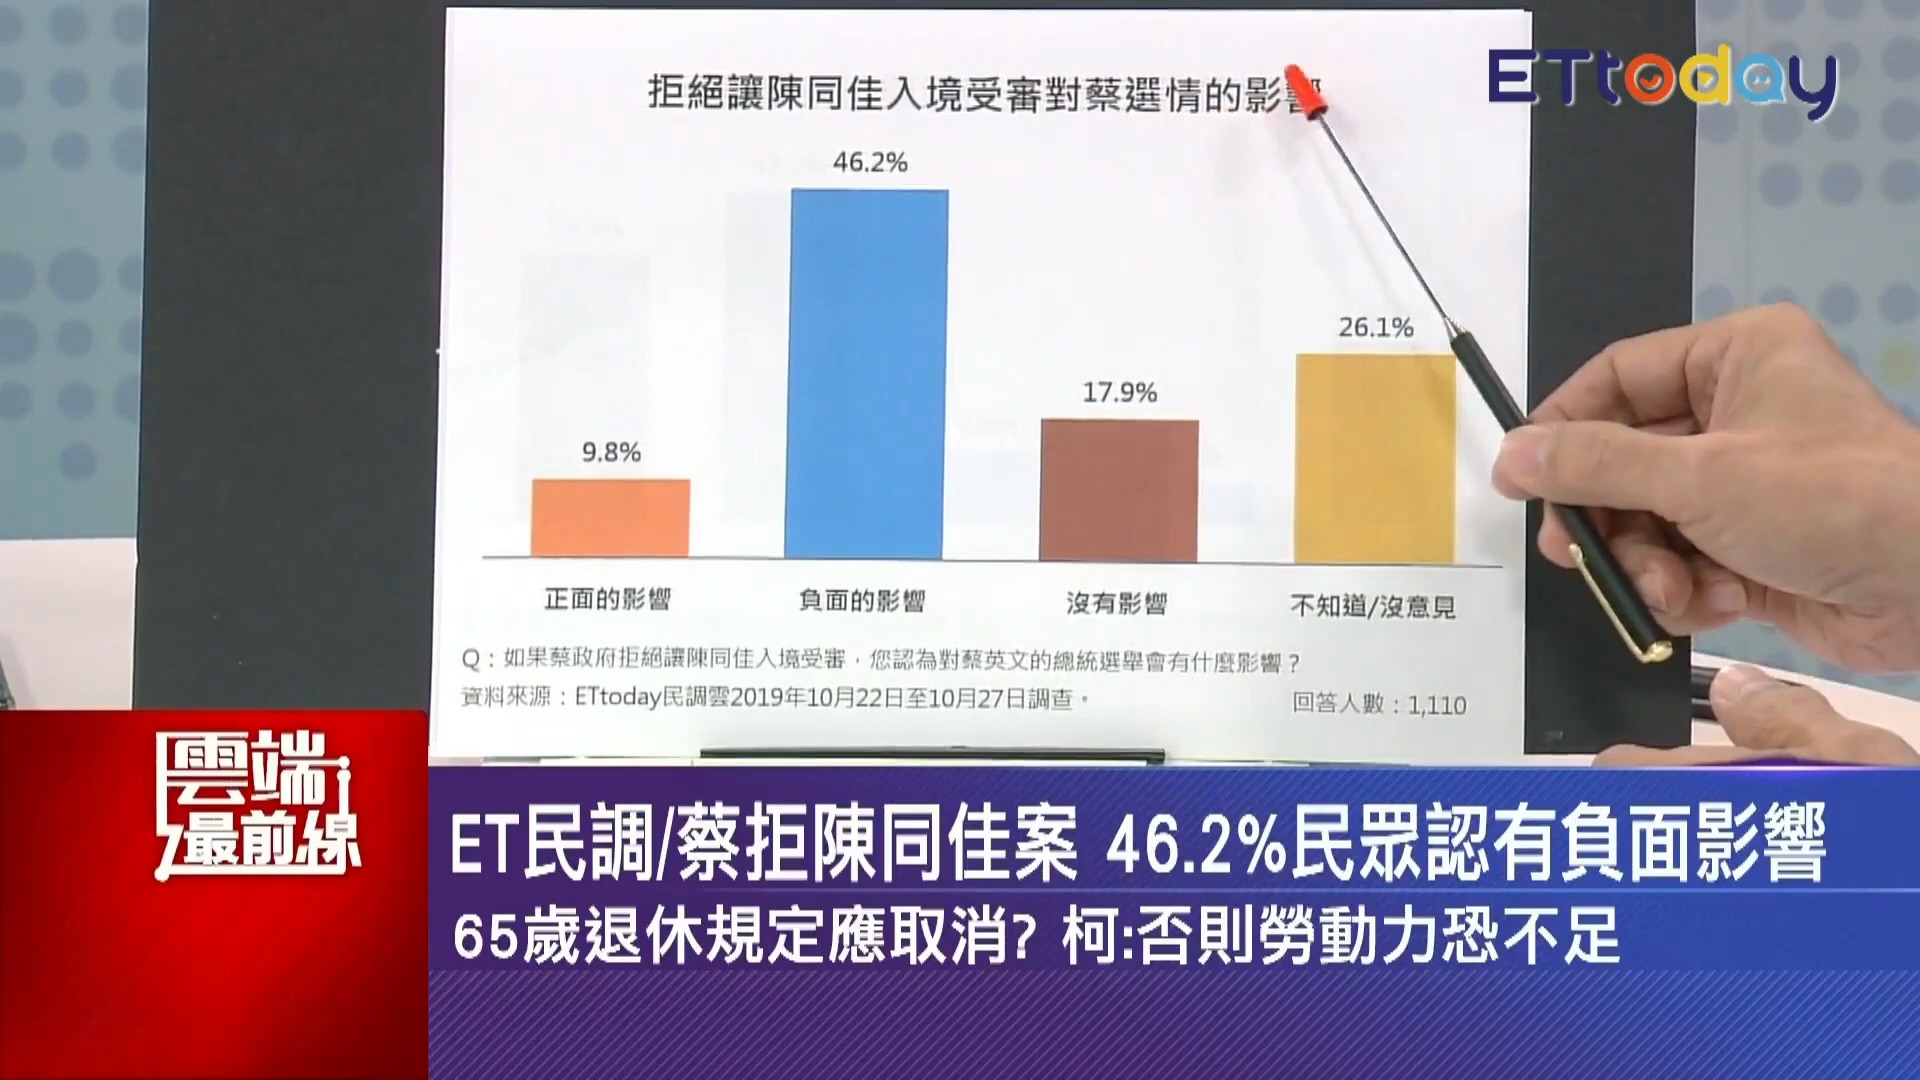 ETtoday
拒絕讓陳同佳入境受審對蔡選情的影響
46.2%
26.1%
17.9%
9.8%
正面的影響
負面的影響
沒有影響
不知道/沒意見
Q：如果蔡政府拒絕讓陳同佳入境受審，您認為對蔡英文的總統選舉會有什麼影響？
資料來源：ETtoday民調雲2019年10月22日至10月27日調查。
回答人數：1,110
雲端
最前線
ET民調/蔡拒陳同佳案 46.2%民眾認有負面影響
65歲退休規定應取消? 柯:否則勞動力恐不足